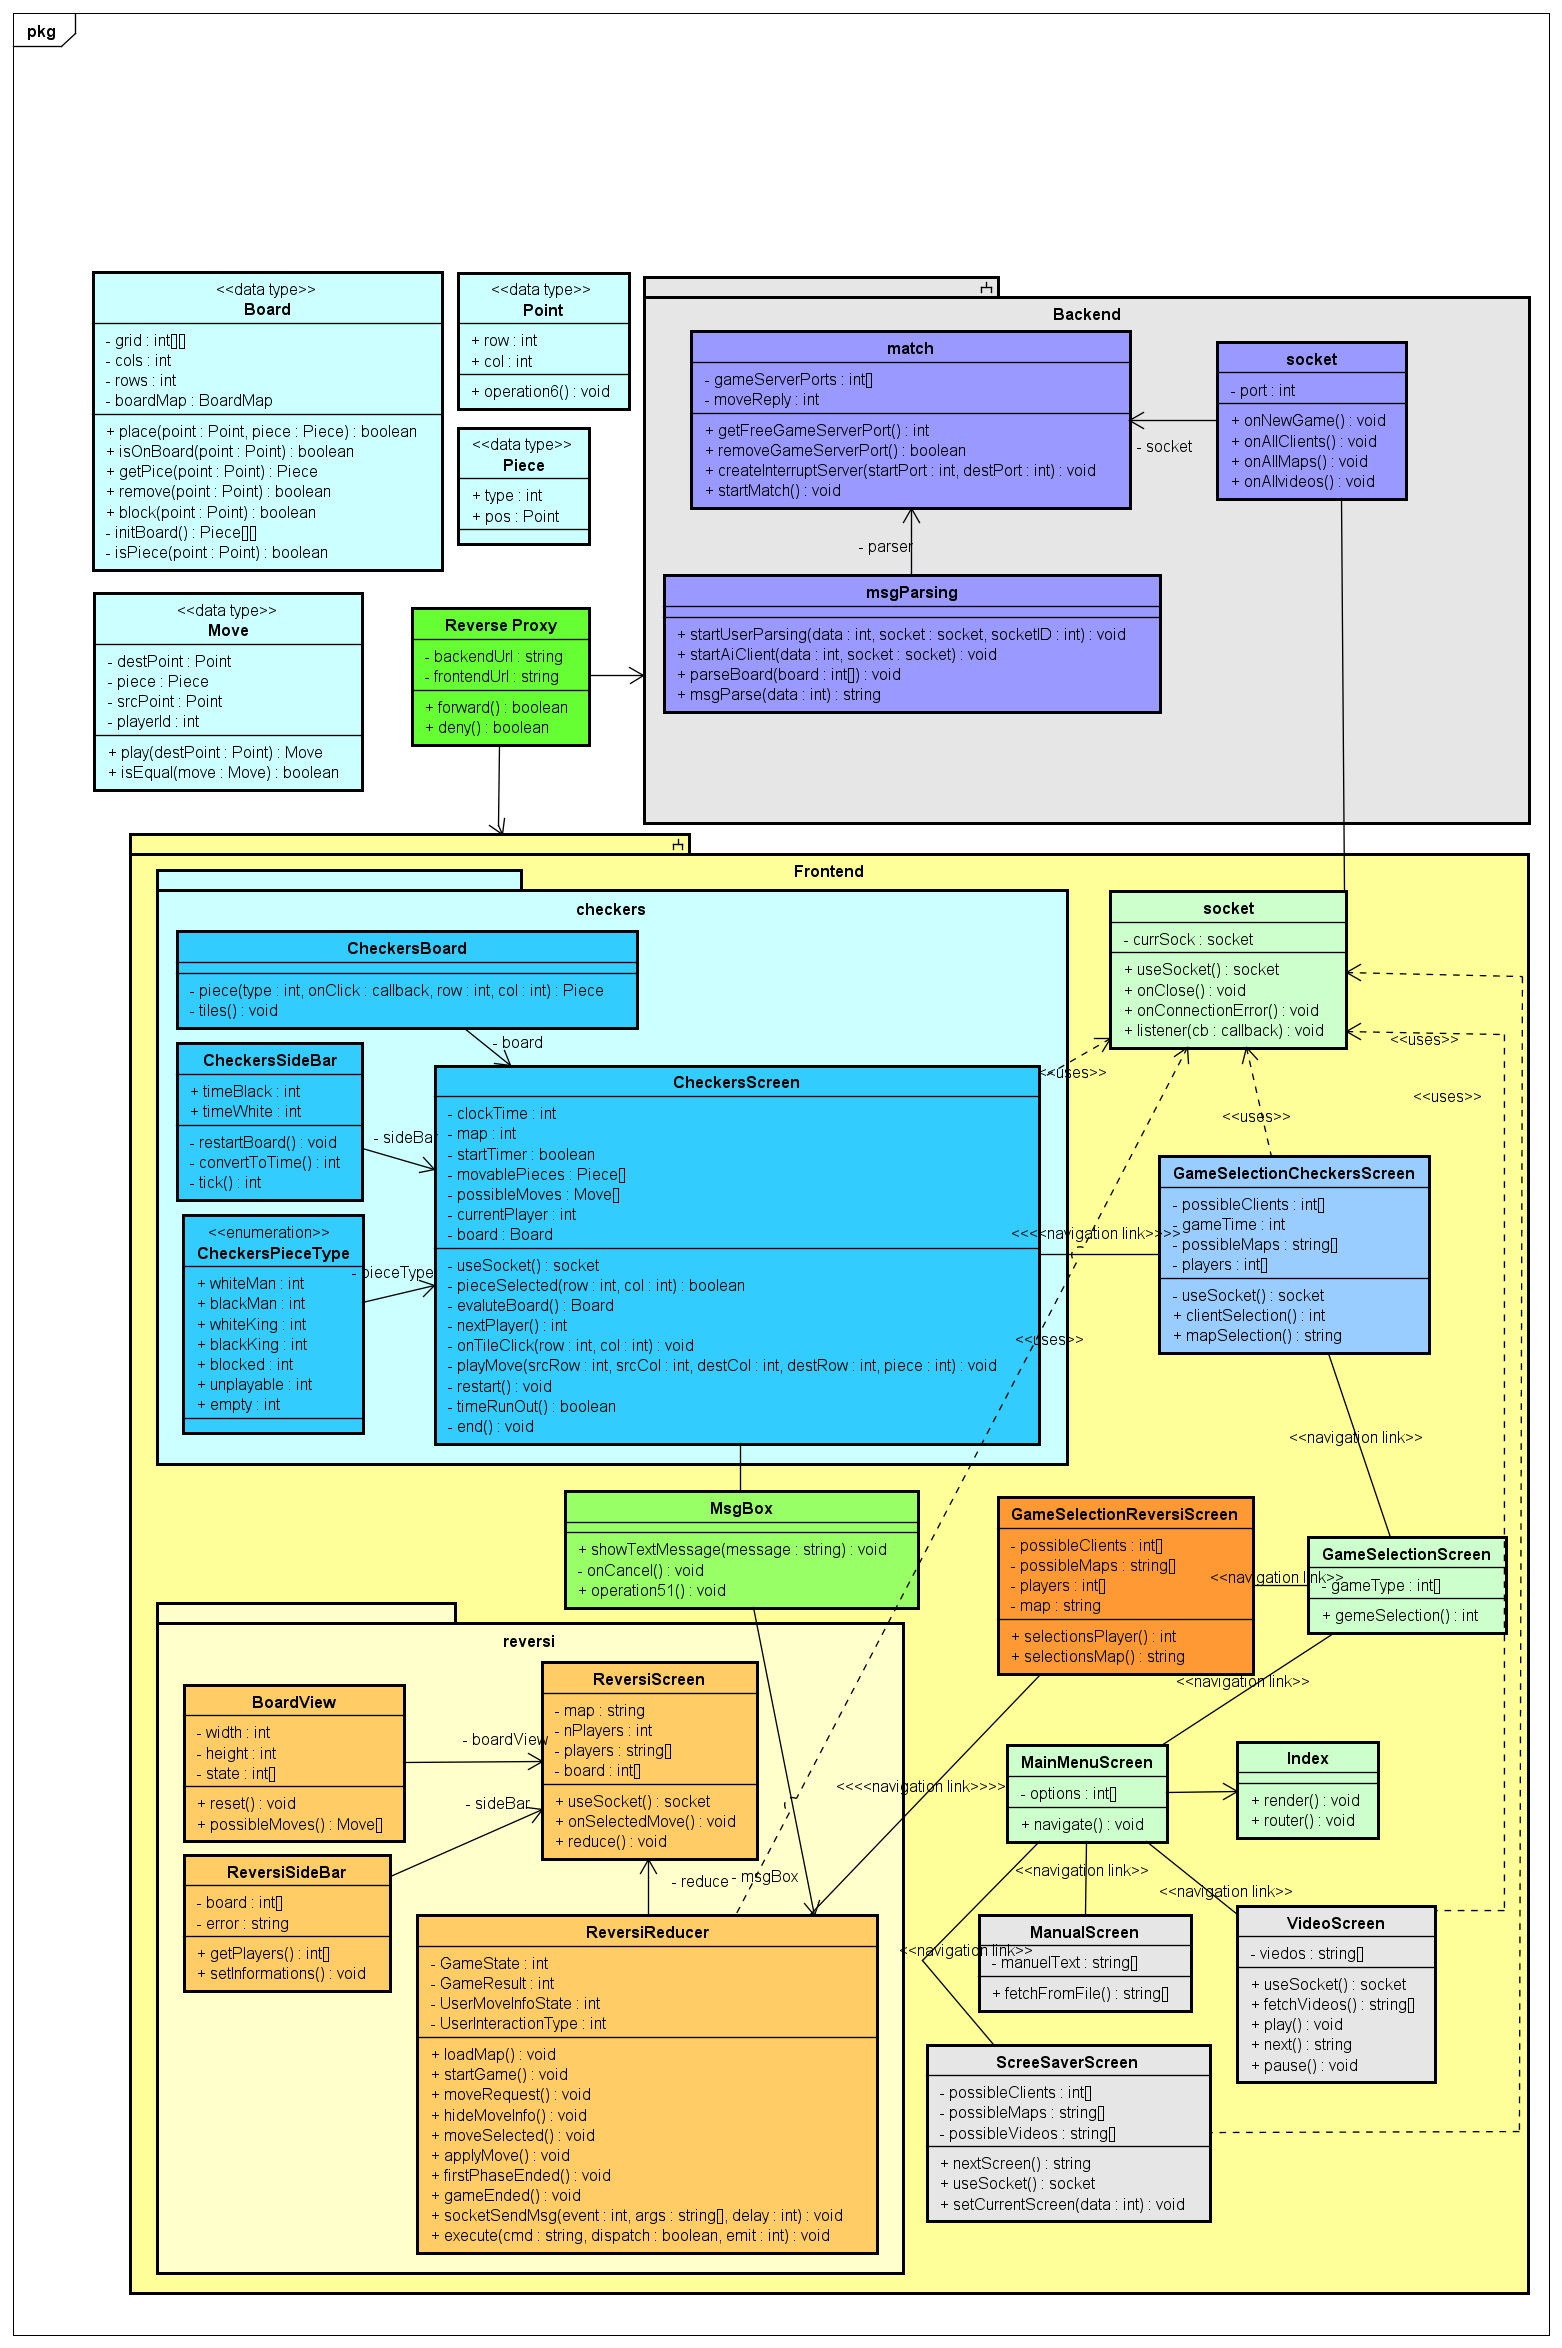 pkg
<<data type>>
Board
- grid : int[][]
- cols : int
- rows : int
- boardMap : BoardMap
+ place(point : Point, piece : Piece) : boolean
+ isOnBoard(point : Point) : boolean
+ getPice(point : Point) : Piece
+ remove(point : Point) : boolean
+ block(point : Point) : boolean
- initBoard() : Piece[][]
- isPiece(point : Point) : boolean
<<data type>>
Point
+ row : int
+ col : int
+ operation6() : void
<<data type>>
Piece
+ type : int
+ pos : Point
<<data type>>
Move
- destPoint : Point
- piece : Piece
- srcPoint : Point
- playerId : int
+ play(destPoint : Point) : Move
+ isEqual(move : Move) : boolean
Reverse Proxy
- backendUrl : string
- frontendUrl : string
+ forward() : boolean
+ deny() : boolean
Backend
match
- gameServerPorts : int[]
- moveReply : int
+ getFreeGameServerPort() : int
+ removeGameServerPort() : boolean
+ createInterruptServer(startPort : int, destPort : int) : void
+ startMatch() : void
socket
- port : int
+ onNewGame() : void
+ onAllClients() : void
+ onAllMaps() : void
+ onAllvideos() : void
- socket
- parser
msgParsing
+ startUserParsing(data : int, socket : socket, socketID : int) : void
+ startAiClient(data : int, socket : socket) : void
+ parseBoard(board : int[]) : void
+ msgParse(data : int) : string
Frontend
checkers
CheckersBoard
- piece(type : int, onClick : callback, row : int, col : int) : Piece
- tiles() : void
- board
CheckersSideBar
+ timeBlack : int
+ timeWhite : int
- restartBoard() : void
- convertToTime() : int
- tick() : int
- sideBar
<<enumeration>>
CheckersPieceType
+ whiteMan : int
+ blackMan : int
+ whiteKing : int
+ blackKing : int
+ blocked : int
+ unplayable : int
+ empty : int
- pieceType
CheckersScreen
- clockTime : int
- map : int
- startTimer : boolean
- movablePieces : Piece[]
- possibleMoves : Move[]
- currentPlayer : int
- board : Board
- useSocket() : socket
- pieceSelected(row : int, col : int) : boolean
- evaluteBoard() : Board
- nextPlayer() : int
- onTileClick(row : int, col : int) : void
- playMove(srcRow : int, srcCol : int, destCol : int, destRow : int, piece : int) : void
- restart() : void
- timeRunOut() : boolean
- end() : void
socket
- currSock : socket
+ useSocket() : socket
+ onClose() : void
+ onConnectionError() : void
+ listener(cb : callback) : void
<<uses>>
<<uses>>
<<uses>>
<<uses>>
<<uses>>
GameSelectionCheckersScreen
- possibleClients : int[]
- gameTime : int
- possibleMaps : string[]
- players : int[]
- useSocket() : socket
+ clientSelection() : int
+ mapSelection() : string
<<<<navigation link>>>>
<<navigation link>>
MsgBox
+ showTextMessage(message : string) : void
- onCancel() : void
+ operation51() : void
GameSelectionReversiScreen
- possibleClients : int[]
- possibleMaps : string[]
- players : int[]
- map : string
+ selectionsPlayer() : int
+ selectionsMap() : string
<<navigation link>>
GameSelectionScreen
- gameType : int[]
+ gemeSelection() : int
<<navigation link>>
reversi
BoardView
- width : int
- height : int
- state : int[]
+ reset() : void
+ possibleMoves() : Move[]
- boardView
ReversiScreen
- map : string
- nPlayers : int
- players : string[]
- board : int[]
+ useSocket() : socket
+ onSelectedMove() : void
+ reduce() : void
- sideBar
ReversiSideBar
- board : int[]
- error : string
+ getPlayers() : int[]
+ setInformations() : void
- reduce
- msgBox
<<<<navigation link>>>>
ReversiReducer
- GameState : int
- GameResult : int
- UserMoveInfoState : int
- UserInteractionType : int
+ loadMap() : void
+ startGame() : void
+ moveRequest() : void
+ hideMoveInfo() : void
+ moveSelected() : void
+ applyMove() : void
+ firstPhaseEnded() : void
+ gameEnded() : void
+ socketSendMsg(event : int, args : string[], delay : int) : void
+ execute(cmd : string, dispatch : boolean, emit : int) : void
MainMenuScreen
- options : int[]
+ navigate() : void
Index
+ render() : void
+ router() : void
<<navigation link>>
<<navigation link>>
<<navigation link>>
ManualScreen
- manuelText : string[]
+ fetchFromFile() : string[]
VideoScreen
- viedos : string[]
+ useSocket() : socket
+ fetchVideos() : string[]
+ play() : void
+ next() : string
+ pause() : void
ScreeSaverScreen
- possibleClients : int[]
- possibleMaps : string[]
- possibleVideos : string[]
+ nextScreen() : string
+ useSocket() : socket
+ setCurrentScreen(data : int) : void